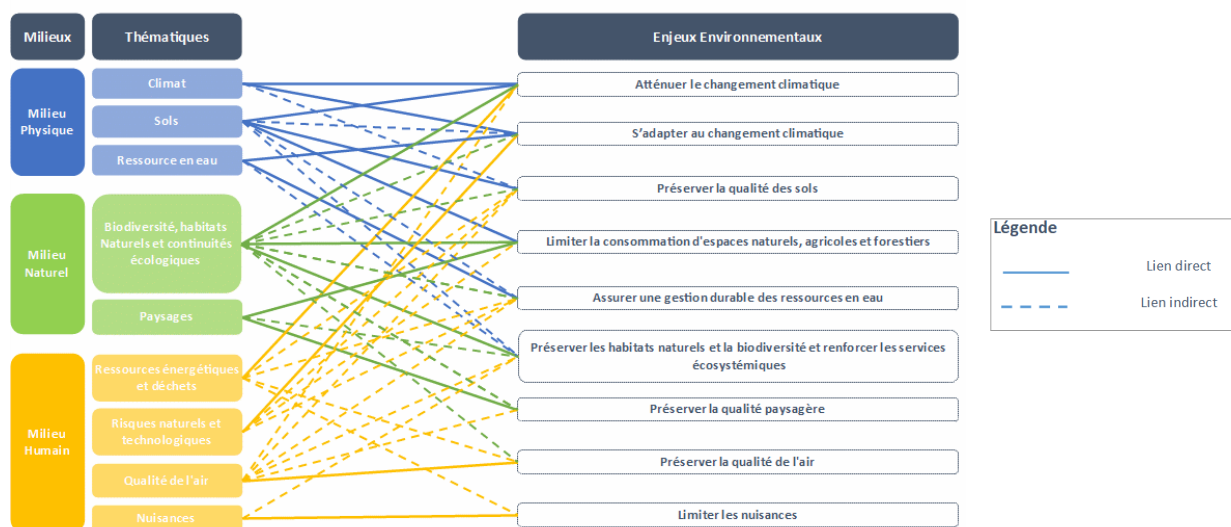 Milieux
Thématiques
Enjeux Environnementaux
Milieu
Physique
Climat
Sols
Ressource en eau
Milieu
Naturel
Biodiversité, habitats
Naturels et continuités
écologiques
Paysages
Milieu
Humain
Ressources énergétiques
et déchets
Risques naturels et
technologiques
Qualité de l'air
Nuisances
Atténuer le changement climatique
S'adapter au changement climatique
Préserver la qualité des sols
Limiter la consommation d'espaces naturels, agricoles et forestiers
Assurer une gestion durable des ressources en eau
Préserver les habitats naturels et la biodiversité et renforcer les services
écosystémiques
Préserver la qualité paysagère
Préserver la qualité de l'air
Limiter les nuisances
Légende
Lien direct
Lien indirect